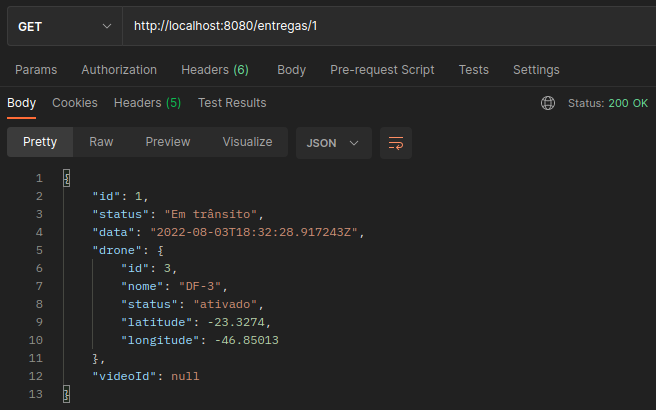 GET http://localhost:8080/entregas/1
Params Authorization Headers (6) Body Pre-request Script Tests Settings
Body Cookies Headers (5) Test Results Status: 200 OK
Pretty Raw Preview Visualize JSON
1 {
2 "id": 1,
3 "status": "Em trânsito",
4 "data": "2022-08-03T18:32:28.917243Z",
5 "drone": {
6 "id": 3,
7 "nome": "DF-3",
8 "status": "ativado",
9 "latitude": -23.3274,
10 "longitude": -46.85013
11 },
12 "videoId": null
13 }